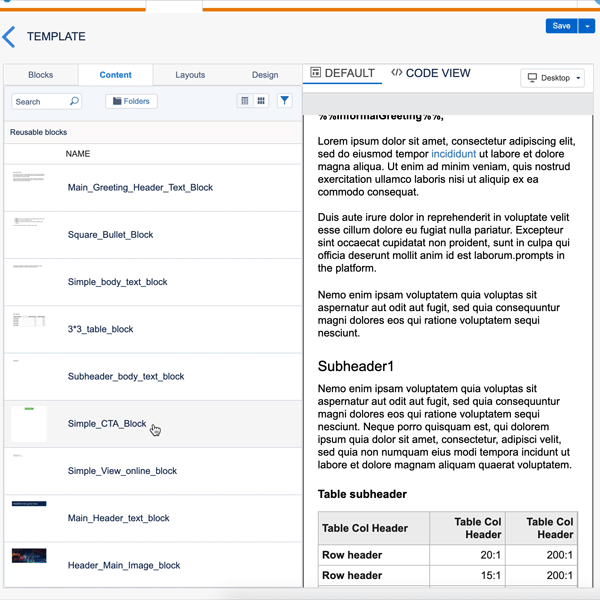 Save
TEMPLATE
Blocks
Content
Layouts
Design
Search
Folders
Reusable blocks
NAME
Main_Greeting_Header_Text_Block
Square_Bullet_Block
Simple_body_text_block
3*3_table_block
Subheader_body_text_block
Simple_CTA_Block
Simple_View_online_block
Main_Header_text_block
Header_Main_Image_block
DEFAULT
</> CODE VIEW
Desktop
%%InformalGreeting%%,
Lorem ipsum dolor sit amet, consectetur adipiscing elit,
sed do eiusmod tempor incididunt ut labore et dolore
magna aliqua. Ut enim ad minim veniam, quis nostrud
exercitation ullamco laboris nisi ut aliquip ex ea
commodo consequat.
Duis aute irure dolor in reprehenderit in voluptate velit
esse cillum dolore eu fugiat nulla pariatur. Excepteur
sint occaecat cupidatat non proident, sunt in culpa qui
officia deserunt mollit anim id est laborum.prompts in
the platform.
Nemo enim ipsam voluptatem quia voluptas sit
aspernatur aut odit aut fugit, sed quia consequuntur
magni dolores eos qui ratione voluptatem sequi
nesciunt.
Subheader1
Nemo enim ipsam voluptatem quia voluptas sit
aspernatur aut odit aut fugit, sed quia consequuntur
magni dolores eos qui ratione voluptatem sequi
nesciunt. Neque porro quisquam est, qui dolorem
ipsum quia dolor sit amet, consectetur, adipisci velit,
sed quia non numquam eius modi tempora incidunt ut
labore et dolore magnam aliquam quaerat voluptatem.
Table subheader
Table Col Header
Table Col
Header
Table Col
Header
Row header 20:1 200:1
Row header 15:1 200:1